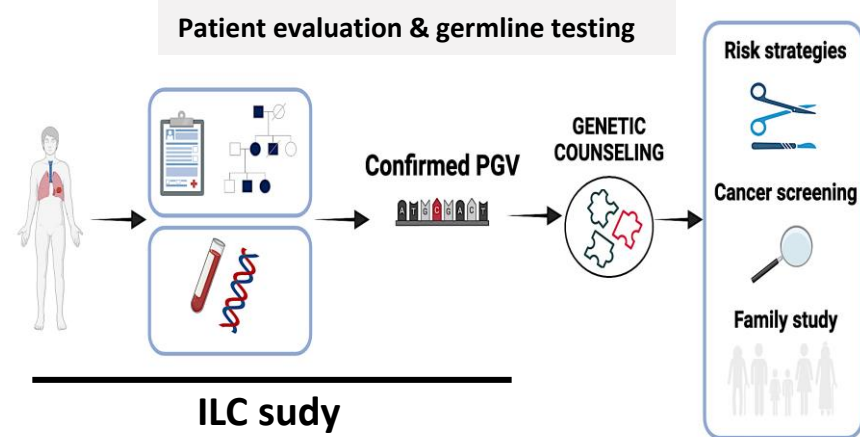 Patient evaluation & germline testing
Risk strategies
GENETIC
COUNSELING
Confirmed PGV
A T G C G A C T
Cancer screening
Family study
ILC sudy